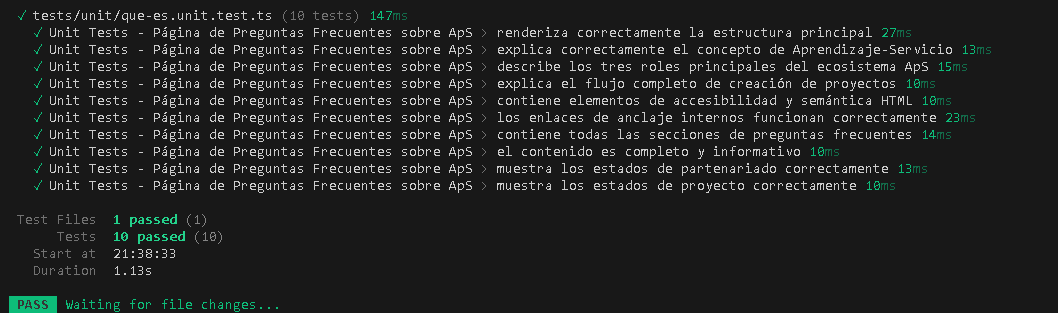 ✓ tests/unit/que-es.unit.test.ts (10 tests) 147ms
✓ Unit Tests - Página de Preguntas Frecuentes sobre ApS > renderiza correctamente la estructura principal 27ms
✓ Unit Tests - Página de Preguntas Frecuentes sobre ApS > explica correctamente el concepto de Aprendizaje-Servicio 13ms
✓ Unit Tests - Página de Preguntas Frecuentes sobre ApS > describe los tres roles principales del ecosistema ApS 15ms
✓ Unit Tests - Página de Preguntas Frecuentes sobre ApS > explica el flujo completo de creación de proyectos 10ms
✓ Unit Tests - Página de Preguntas Frecuentes sobre ApS > contiene elementos de accesibilidad y semántica HTML 10ms
✓ Unit Tests - Página de Preguntas Frecuentes sobre ApS > los enlaces de anclaje internos funcionan correctamente 23ms
✓ Unit Tests - Página de Preguntas Frecuentes sobre ApS > contiene todas las secciones de preguntas frecuentes 14ms
✓ Unit Tests - Página de Preguntas Frecuentes sobre ApS > el contenido es completo y informativo 10ms
✓ Unit Tests - Página de Preguntas Frecuentes sobre ApS > muestra los estados de partenariado correctamente 13ms
✓ Unit Tests - Página de Preguntas Frecuentes sobre ApS > muestra los estados de proyecto correctamente 10ms
Test Files 1 passed (1)
Tests 10 passed (10)
Start at 21:38:33
Duration 1.13s
PASS Waiting for file changes...